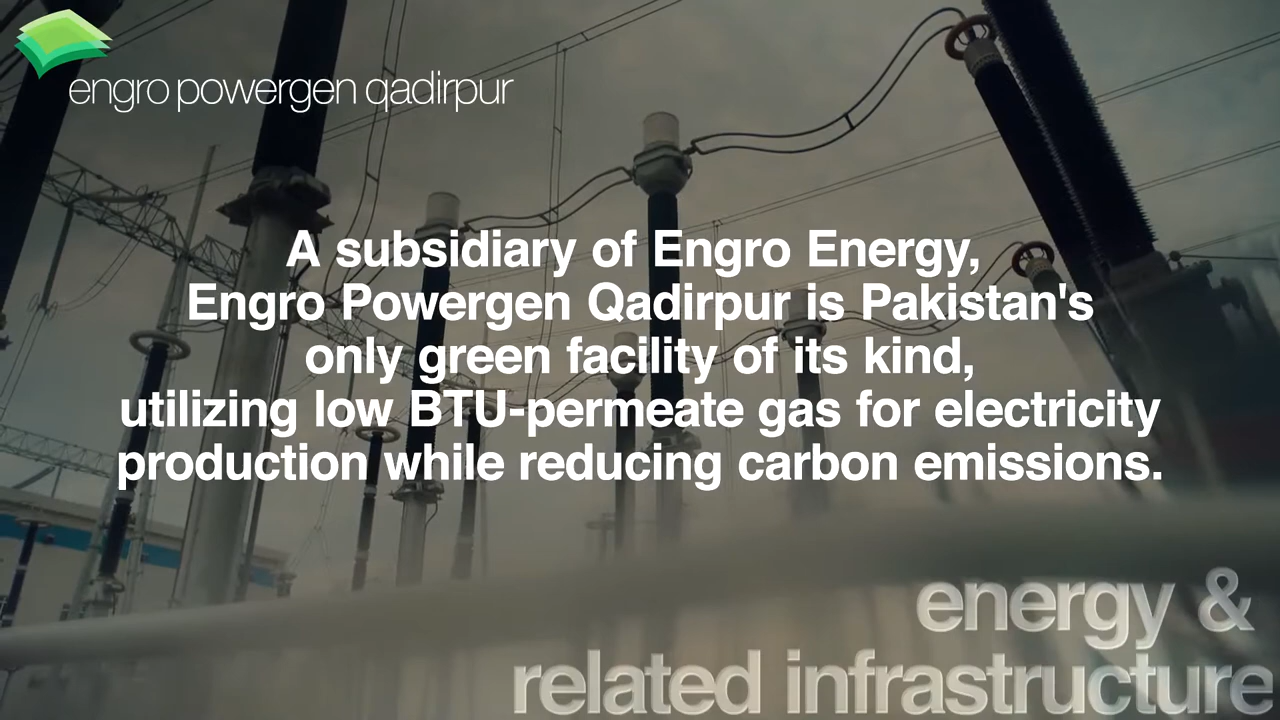 engro powergen qadirpur
A subsidiary of Engro Energy,
Engro Powergen Qadirpur is Pakistan's
only green facility of its kind,
utilizing low BTU-permeate gas for electricity
production while reducing carbon emissions.
energy &
related infrastructure